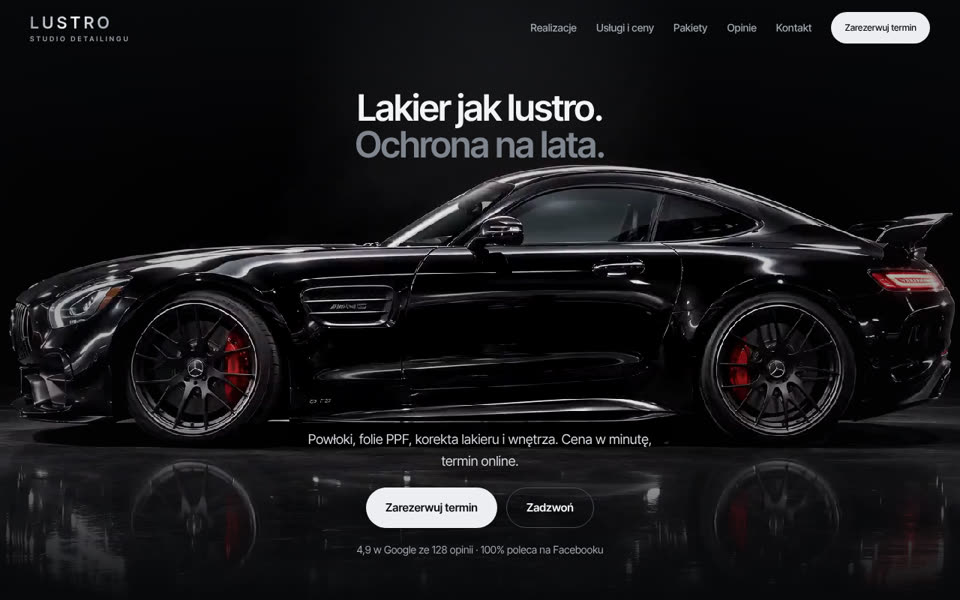 LUSTRO
STUDIO DETAILINGU
Realizacje
Usługi i ceny
Pakiety
Opinie
Kontakt
Zarezerwuj termin
Lakier jak lustro.
Ochrona na lata.
AMG
Powłoki, folie PPF, korekta lakieru i wnętrza. Cena w minutę,
termin online.
Zarezerwuj termin
Zadzwoń
4,9 w Google ze 128 opinii · 100% poleca na Facebooku